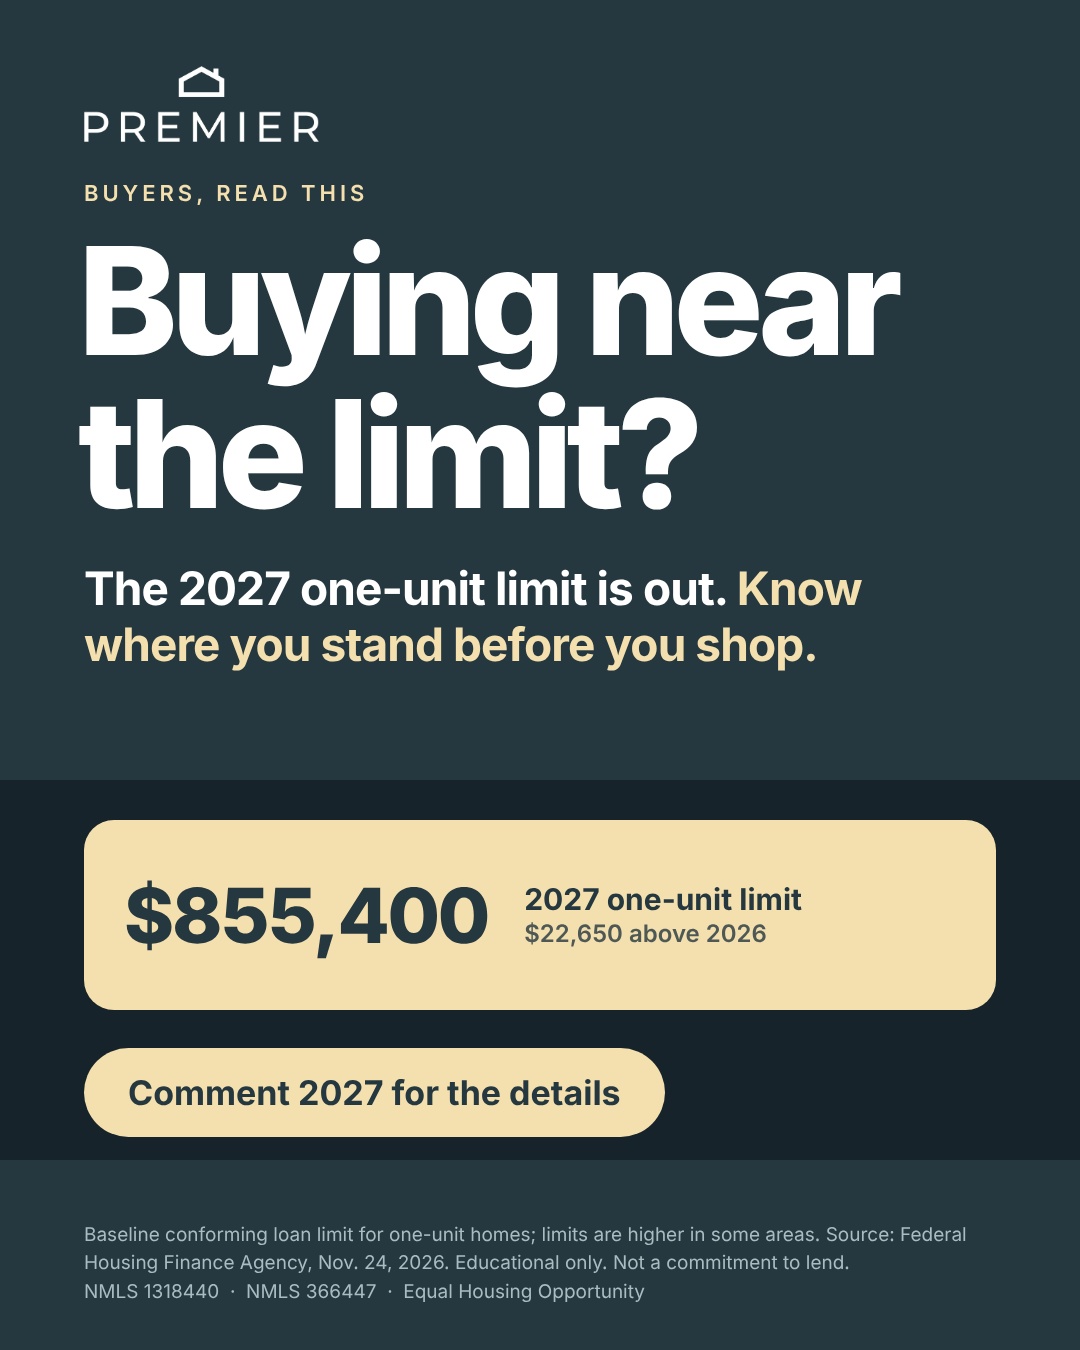 PREMIER
BUYERS, READ THIS
Buying near
the limit?
The 2027 one-unit limit is out. Know
where you stand before you shop.
$855,400
2027 one-unit limit
$22,650 above 2026
Comment 2027 for the details
Baseline conforming loan limit for one-unit homes; limits are higher in some areas. Source: Federal
Housing Finance Agency, Nov. 24, 2026. Educational only. Not a commitment to lend.
NMLS 1318440 · NMLS 366447 · Equal Housing Opportunity